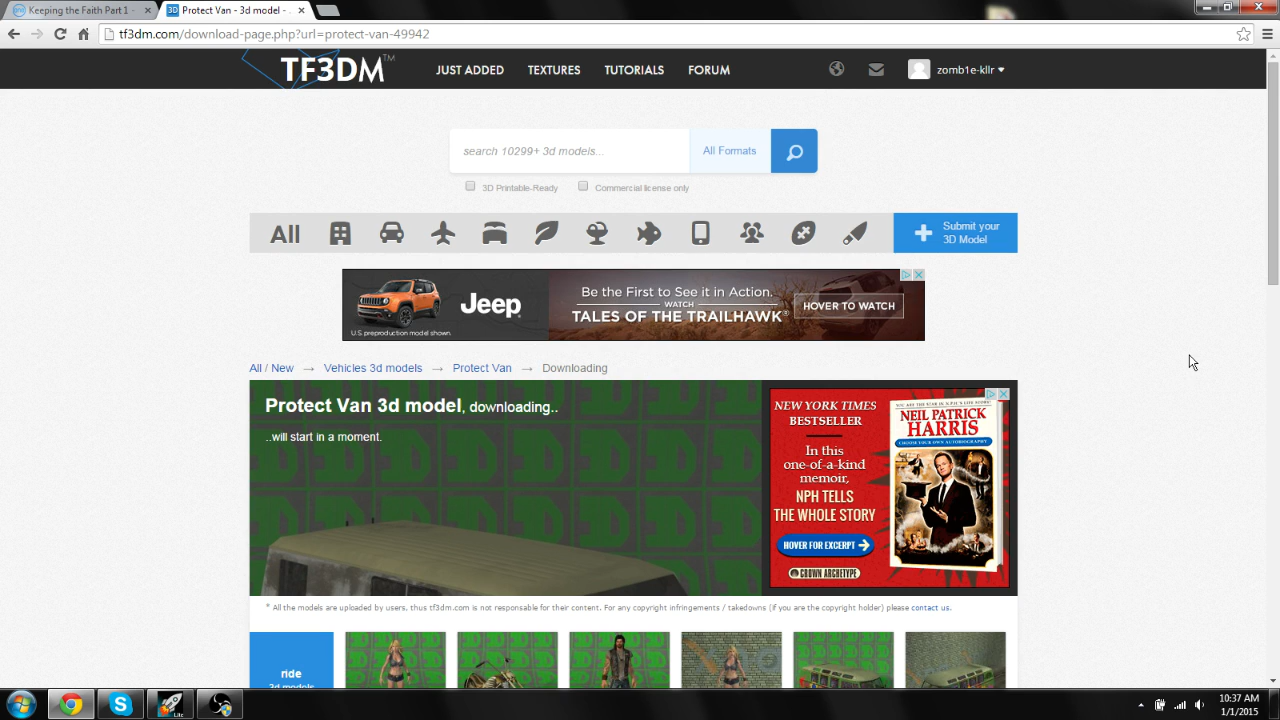 Keeping the Faith Part 1 -
3D Protect Van - 3d model - .
tf3dm.com/download-page.php?url=protect-van-49942
TF3DM™
JUST ADDED
TEXTURES
TUTORIALS
FORUM
zomb1e-kllr
search 10299+ 3d models...
All Formats
3D Printable-Ready
Commercial license only
All
Submit your
3D Model
Jeep
U.S. preproduction model shown.
Be the First to See it in Action.
WATCH
TALES OF THE TRAILHAWK®
HOVER TO WATCH
All / New → Vehicles 3d models → Protect Van → Downloading
Protect Van 3d model, downloading..
..will start in a moment.
NEW YORK TIMES
BESTSELLER
In this
one-of-a-kind
memoir,
NPH TELLS
THE WHOLE STORY
HOVER FOR EXCERPT
CROWN ARCHETYPE
NEIL PATRICK
HARRIS
CHOOSE YOUR OWN AUTOBIOGRAPHY
* All the models are uploaded by users, thus tf3dm.com is not responsible for their content. For any copyright infringements / takedowns (if you are the copyright holder) please contact us.
ride
3d models
Lite
10:37 AM
1/1/2015